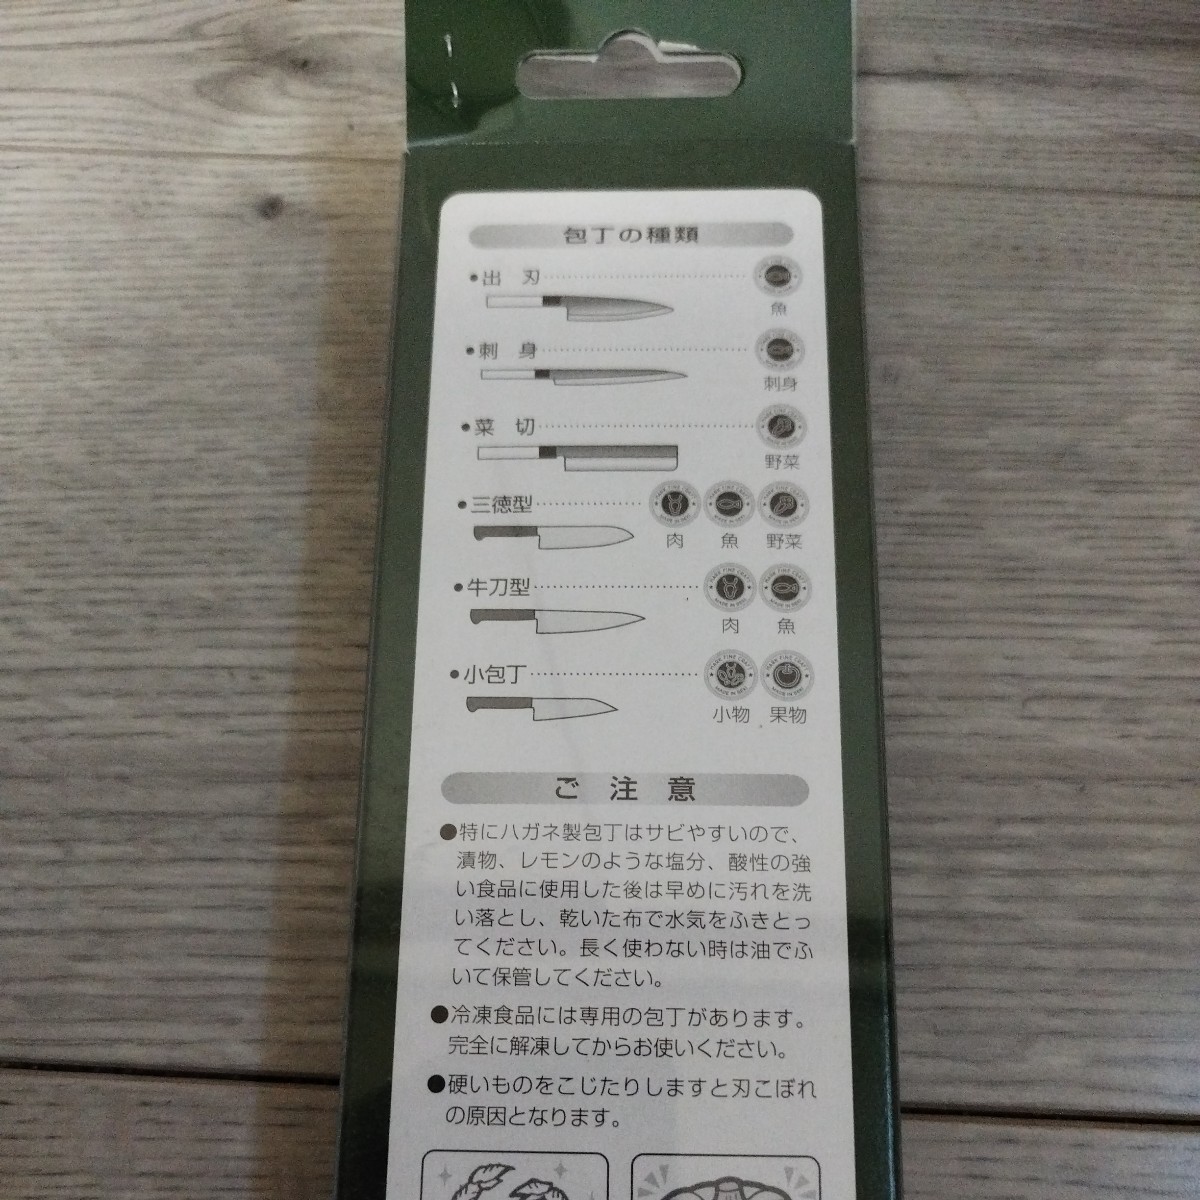 包丁の種類
・出 刃
魚
・刺 身
刺身
・菜 切
野菜
・三徳型
肉 魚 野菜
・牛刀型
肉 魚
・小包丁
小物 果物
ご 注 意
●特にハガネ製包丁はサビやすいので、
漬物、レモンのような塩分、酸性の強
い食品に使用した後は早めに汚れを洗
い落とし、乾いた布で水気をふきとっ
てください。長く使わない時は油でふ
いて保管してください。
●冷凍食品には専用の包丁があります。
完全に解凍してからお使いください。
●硬いものをこじたりしますと刃こぼれ
の原因となります。